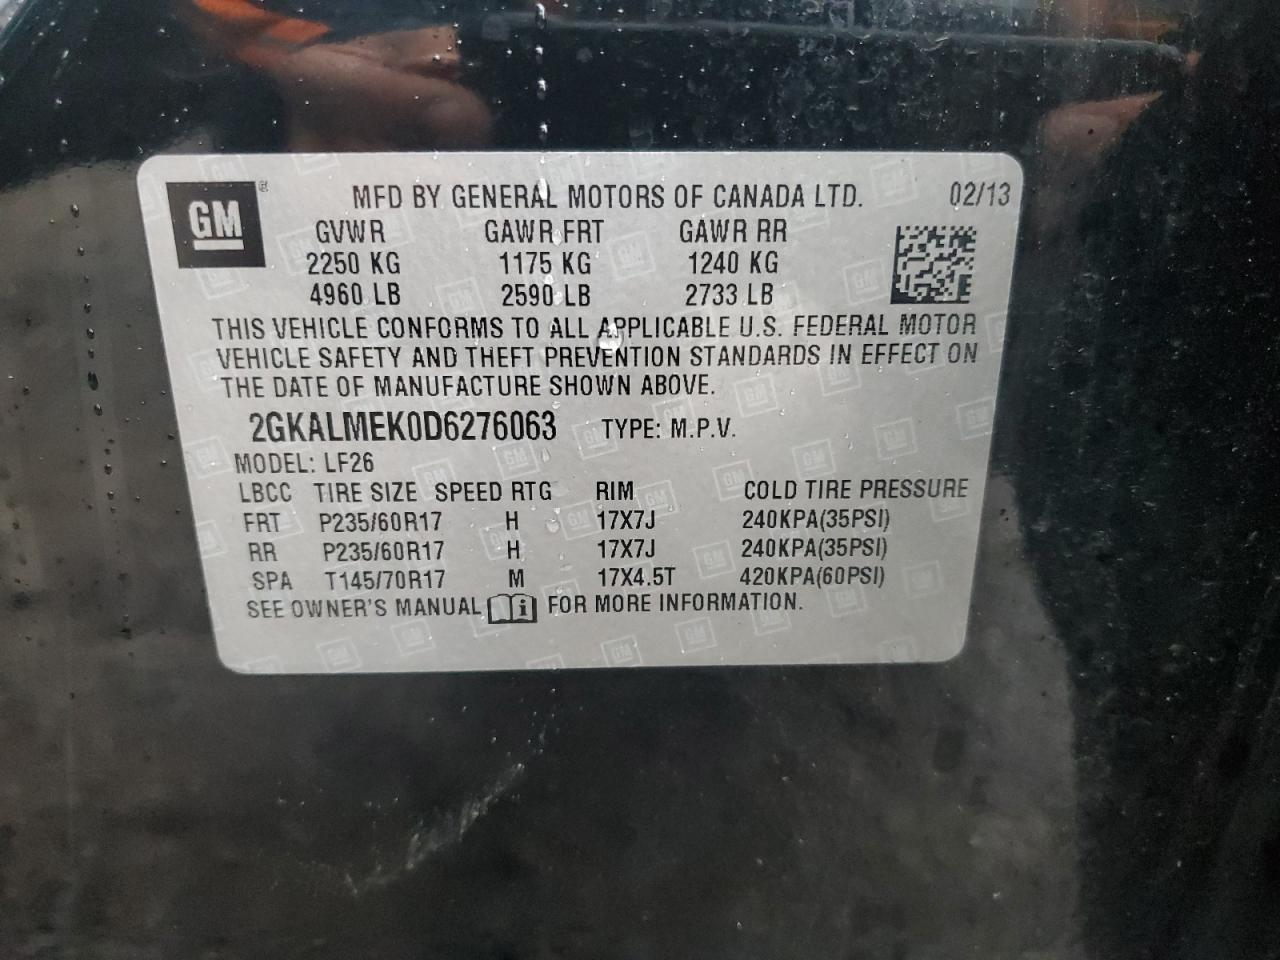 GM ® MFD BY GENERAL MOTORS OF CANADA LTD. 02/13
GVWR GAWR FRT GAWR RR
2250 KG 1175 KG 1240 KG
4960 LB 2590 LB 2733 LB
THIS VEHICLE CONFORMS TO ALL APPLICABLE U.S. FEDERAL MOTOR
VEHICLE SAFETY AND THEFT PREVENTION STANDARDS IN EFFECT ON
THE DATE OF MANUFACTURE SHOWN ABOVE.
2GKALMEK0D6276063 TYPE: M.P.V.
MODEL: LF26
LBCC TIRE SIZE SPEED RTG RIM COLD TIRE PRESSURE
FRT P235/60R17 H 17X7J 240KPA(35PSI)
RR P235/60R17 H 17X7J 240KPA(35PSI)
SPA T145/70R17 M 17X4.5T 420KPA(60PSI)
SEE OWNER'S MANUAL i FOR MORE INFORMATION.